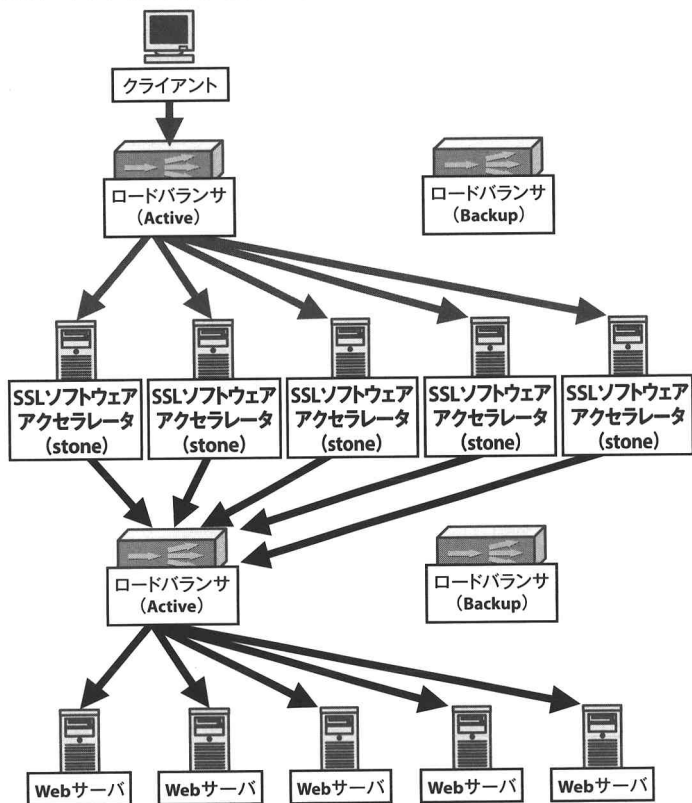 クライアント
ロードバランサ
(Active)
ロードバランサ
(Backup)
SSLソフトウェア
アクセラレータ
(stone)
SSLソフトウェア
アクセラレータ
(stone)
SSLソフトウェア
アクセラレータ
(stone)
SSLソフトウェア
アクセラレータ
(stone)
SSLソフトウェア
アクセラレータ
(stone)
ロードバランサ
(Active)
ロードバランサ
(Backup)
Webサーバ
Webサーバ
Webサーバ
Webサーバ
Webサーバ